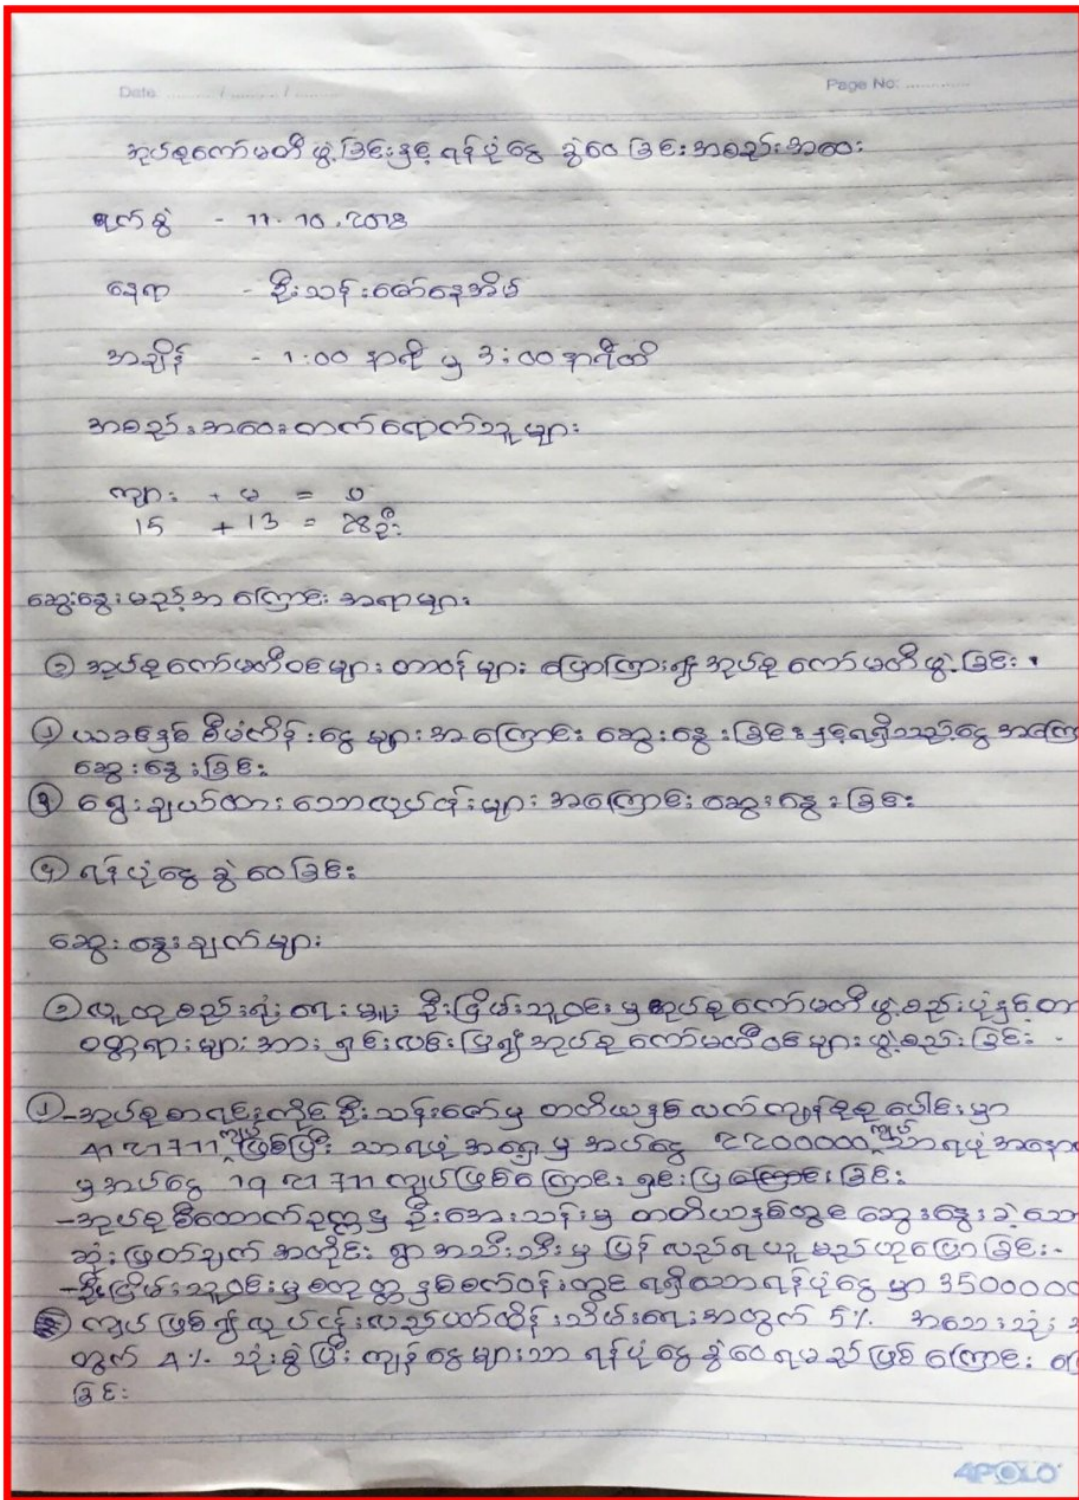 Date ......... / ......... / .........
Page No: .............
အုပ်စုကော်မတီဖွဲ့ခြင်းနှင့် ရန်ပုံငွေ ခွဲဝေခြင်းအစည်းအဝေး
ရက်စွဲ - 11.10.2018
နေရာ - ဦးသန်းဇော်နေအိမ်
အချိန် - 1:00 နာရီ မှ 3:00 နာရီထိ
အစည်းအဝေးတက်ရောက်သူများ
ကျား + မ = ပ
15 + 13 = 28ဦး
ဆွေးနွေးမည့်အကြောင်းအရာများ
၁ အုပ်စုကော်မတီဝင်များ တာဝန်များ ပြောကြား၍ အုပ်စုကော်မတီဖွဲ့ခြင်း
၂ ယခုနှစ် စီမံကိန်းငွေများအကြောင်း ဆွေးနွေးခြင်းနှင့်ရရှိသည့်ငွေ အကြော
ဆွေးနွေးခြင်း
၃ ရွေးချယ်ထားသောလုပ်ငန်းများ အကြောင်း ဆွေးနွေးခြင်း
၄ ရန်ပုံငွေ ခွဲဝေခြင်း
ဆွေးနွေးချက်များ
၁ လူထုစည်းရုံးရေးမှူး ဦးငြိမ်းသူဝင်းမှ အုပ်စုကော်မတီဖွဲ့စည်းပုံနှင့်တာ
ဝတ္တရားများအား ရှင်းလင်းပြ၍အုပ်စုကော်မတီဝင်များဖွဲ့စည်းခြင်း
၂ -အုပ်စုစာရင်းကိုင် ဦးသန်းဇော်မှ တတိယနှစ်လက်ကျန်စုစုပေါင်းမှာ
4121711 ကျပ်ဖြစ်ပြီး သာရဖုံအရှေ့မှ အပ်ငွေ 2200000 ကျပ် သာရဖုံအနော
မှအပ်ငွေ 1921711 ကျပ်ဖြစ်ကြောင်း ရှင်းပြခြင်း
-အုပ်စုစီထောက်ဥက္ကဋ္ဌ ဦးအေးသန်းမှ တတိယနှစ်တွင် ဆွေးနွေးခဲ့သော
ဆုံးဖြတ်ချက် အတိုင်း ရွာအသီးသီးမှ ပြန်လည်ရယူမည်ဟုပြောခြင်း
-ဦးငြိမ်းသူဝင်းမှစတုတ္ထနှစ်စက်ဝန်းတွင် ရရှိသောရန်ပုံငွေမှာ 35000000
ကျပ်ဖြစ်၍လုပ်ငန်းလည်ပတ်ထိန်းသိမ်းရေးအတွက် 5% အသေးသုံး
တွက် 4% သုံးစွဲပြီး ကျန်ငွေများသာ ရန်ပုံငွေခွဲဝေရမည်ဖြစ်ကြောင်း ပြော
ခြင်း
APOLO